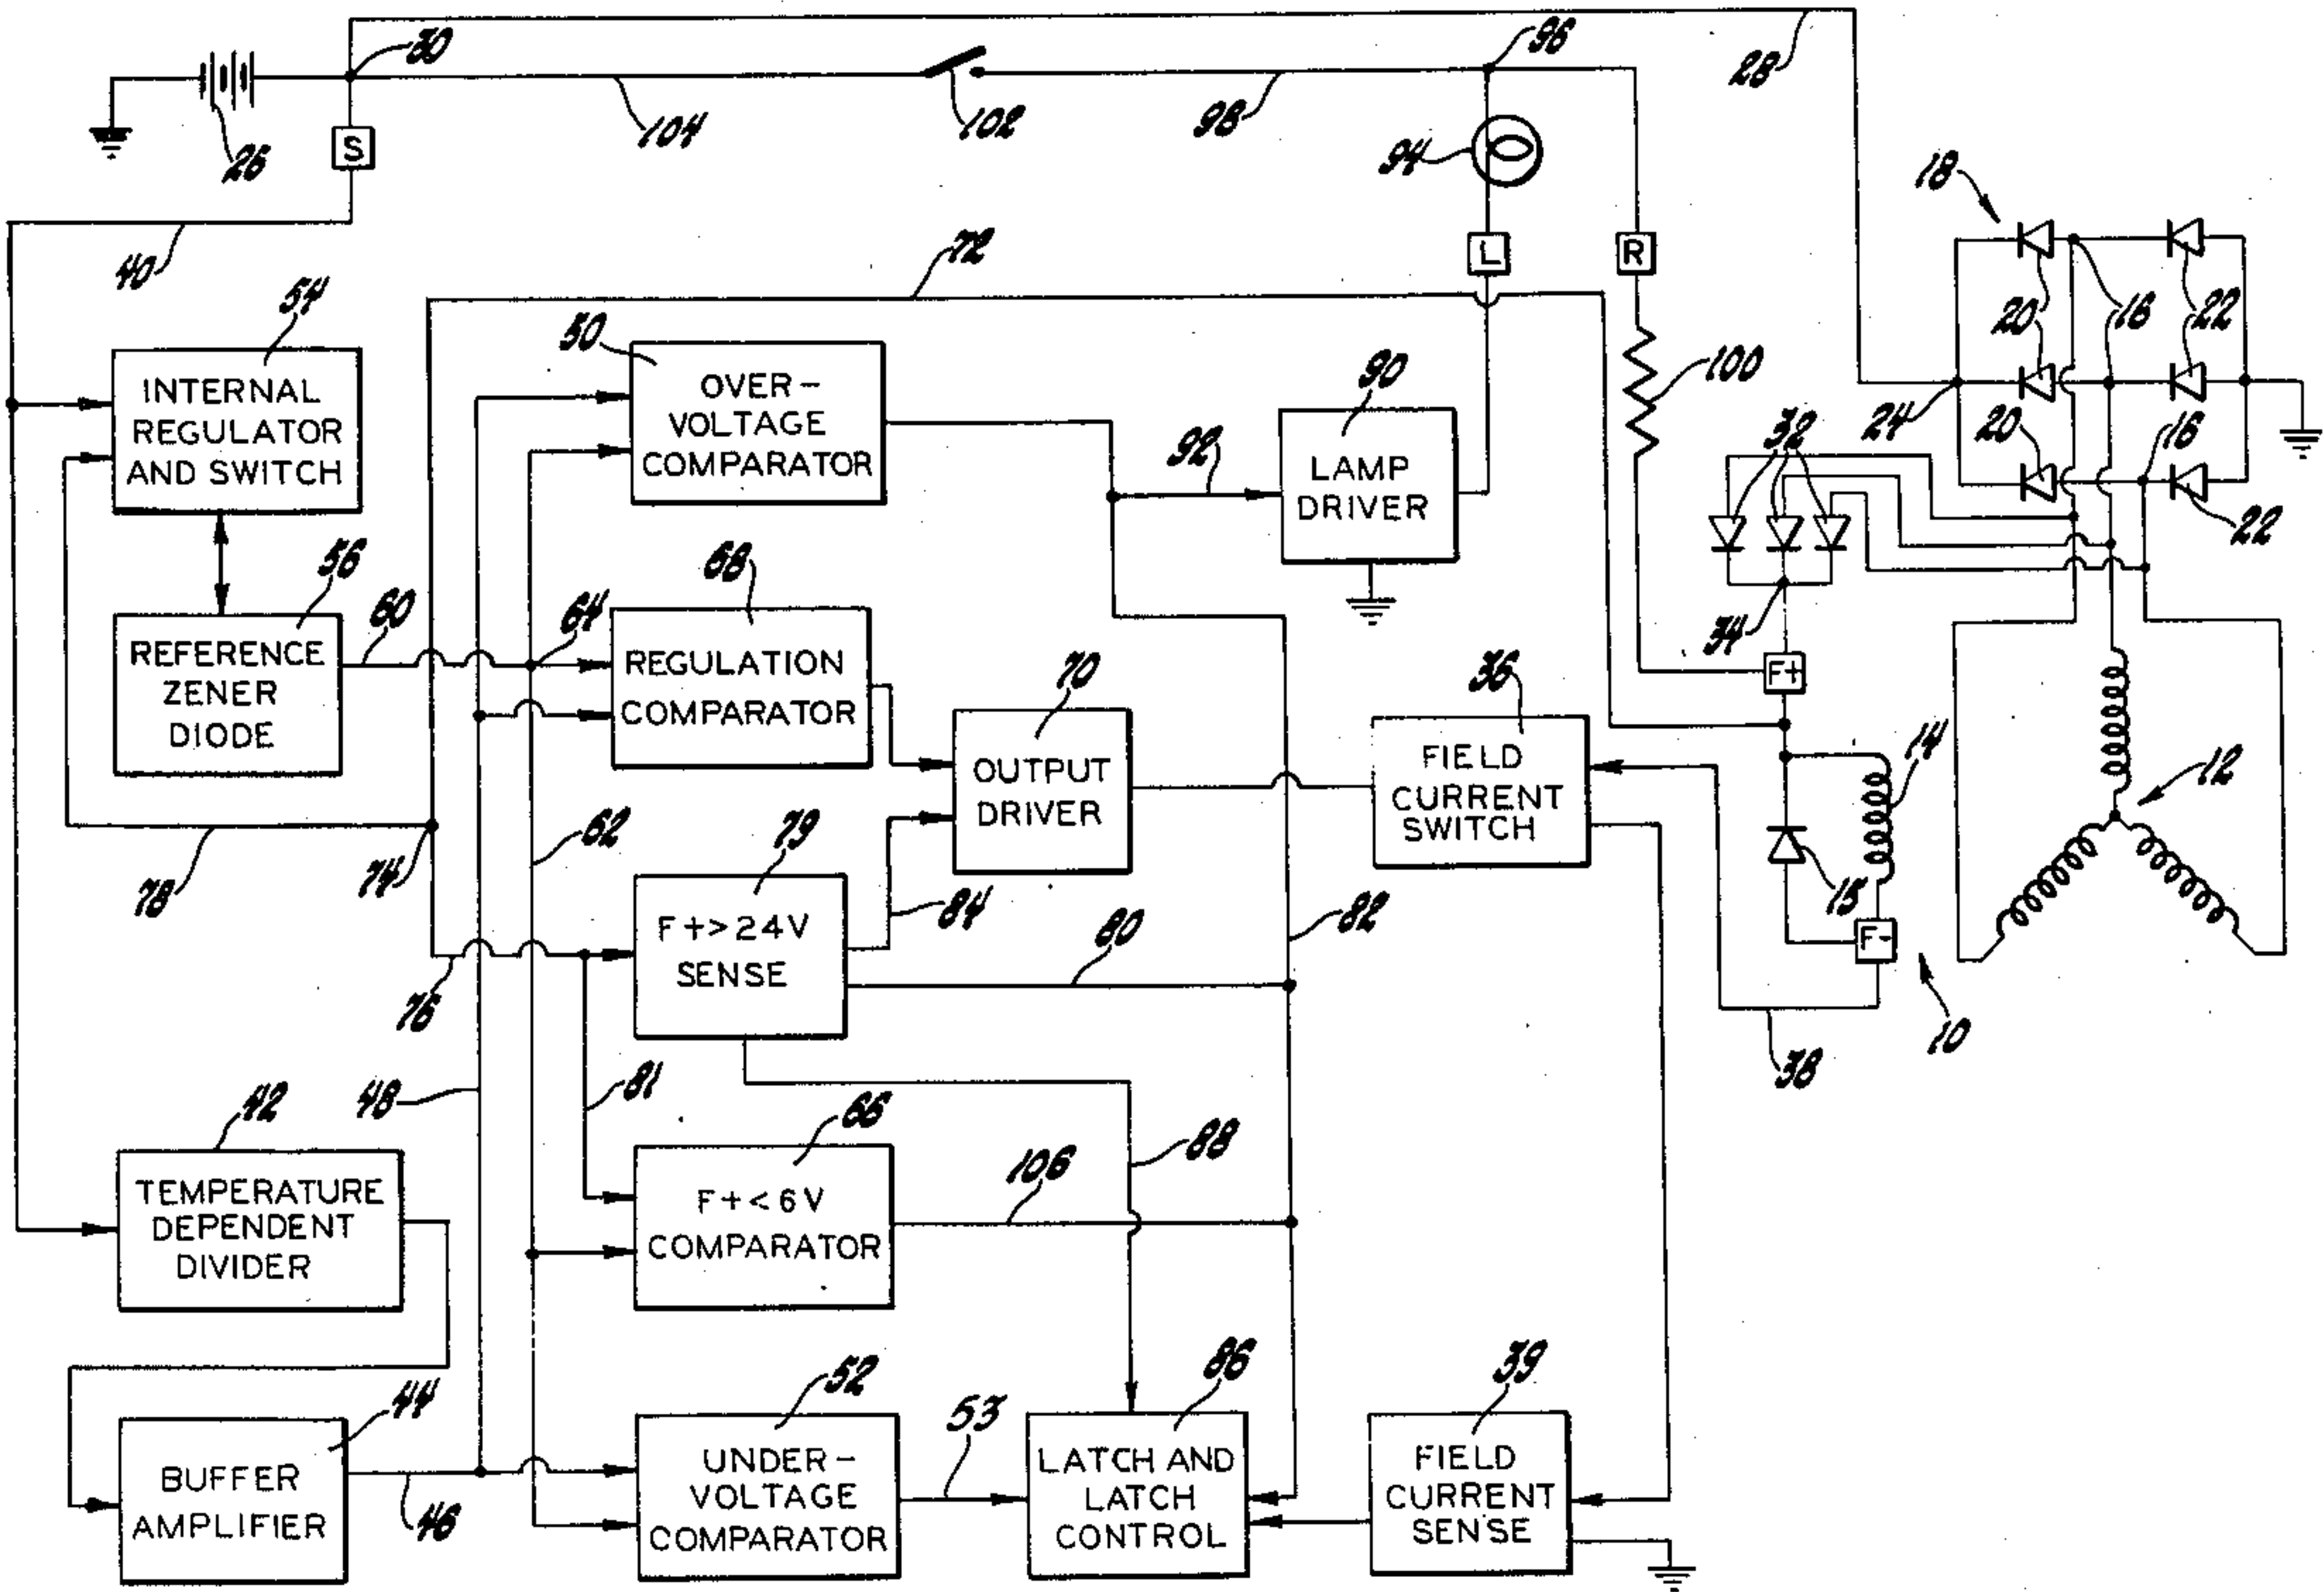 30
96
28
26
104
102
98
S
94
18
40
72
L
R
54
50
90
20
16
22
INTERNAL
REGULATOR
AND SWITCH
OVER-
VOLTAGE
COMPARATOR
92
LAMP
DRIVER
100
24
20
16
32
22
56
60
64
68
REFERENCE
ZENER
DIODE
REGULATION
COMPARATOR
70
36
34
F+
OUTPUT
DRIVER
FIELD
CURRENT
SWITCH
14
12
78
74
62
79
84
82
15
F+>24V
SENSE
80
F-
76
10
38
42
48
81
66
88
TEMPERATURE
DEPENDENT
DIVIDER
F+<6V
COMPARATOR
106
44
52
53
86
39
BUFFER
AMPLIFIER
46
UNDER-
VOLTAGE
COMPARATOR
LATCH AND
LATCH
CONTROL
FIELD
CURRENT
SENSE